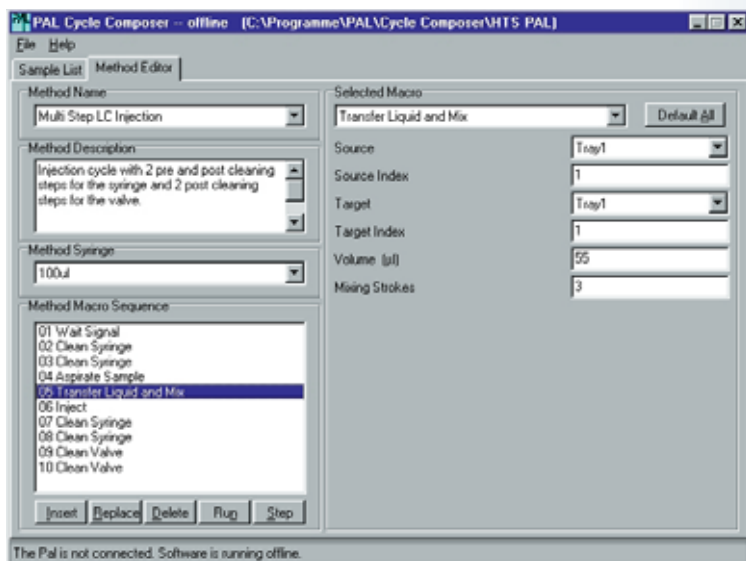 PAL Cycle Composer -- offline (C:\Programme\PAL\Cycle Composer\HTS PAL)
File Help
Sample List Method Editor
Method Name
Multi Step LC Injection
Method Description
Injection cycle with 2 pre and post cleaning
steps for the syringe and 2 post cleaning
steps for the valve.
Method Syringe
100ul
Method Macro Sequence
01 Wait Signal
02 Clean Syringe
03 Clean Syringe
04 Aspirate Sample
05 Transfer Liquid and Mix
06 Inject
07 Clean Syringe
08 Clean Syringe
09 Clean Valve
10 Clean Valve
Insert Replace Delete Run Step
Selected Macro
Transfer Liquid and Mix Default All
Source Tray1
Source Index 1
Target Tray1
Target Index 1
Volume (µl) 55
Mixing Strokes 3
The Pal is not connected. Software is running offline.